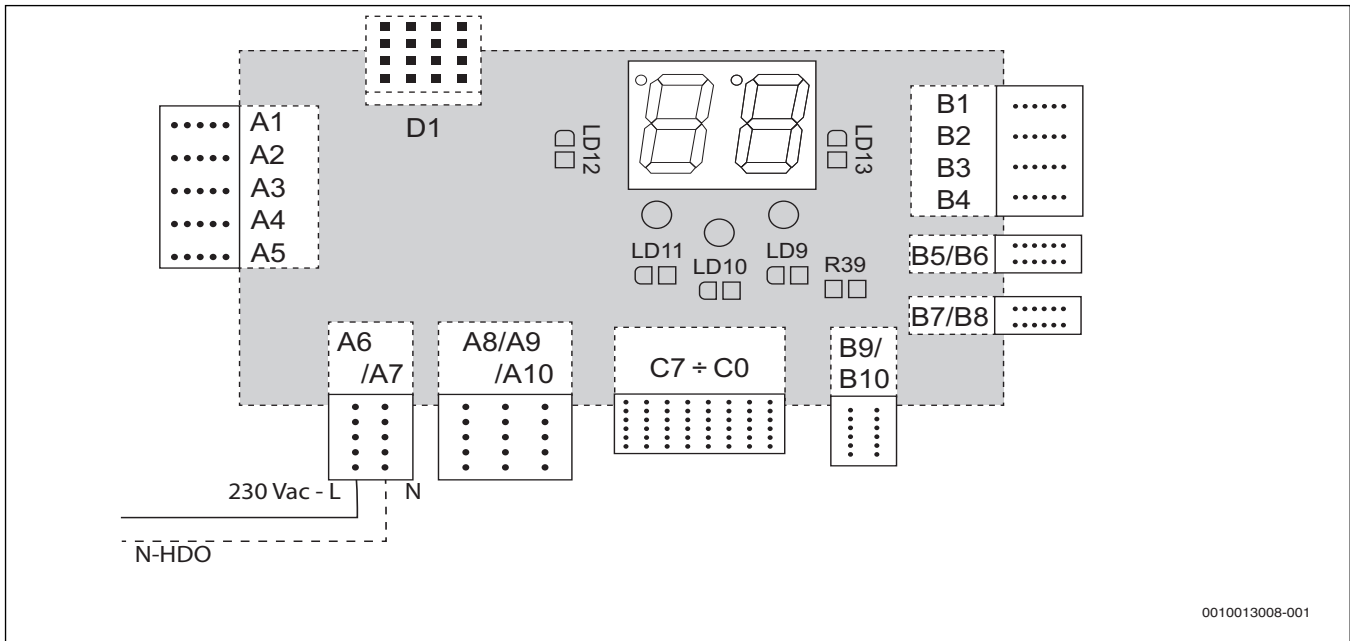 D1
A1
A2
A3
A4
A5
LD12
LD13
B1
B2
B3
B4
LD11
LD10
LD9
R39
B5/B6
B7/B8
A6
/A7
A8/A9
/A10
C7 ÷ C0
B9/
B10
230 Vac - L
N
N-HDO
0010013008-001